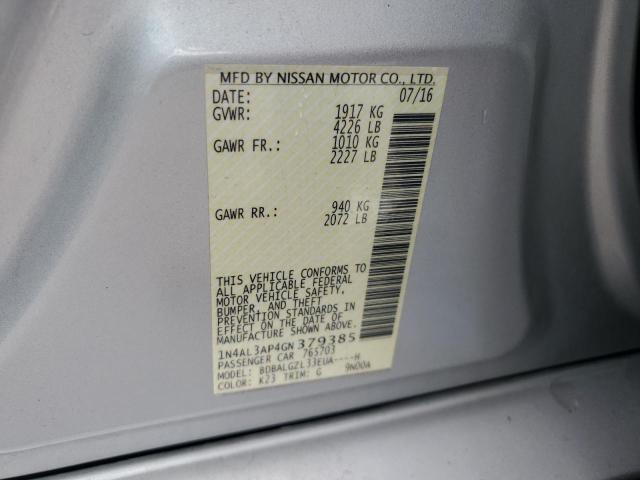 MFD BY NISSAN MOTOR CO., LTD.
DATE: 07/16
GVWR: 1917 KG
4226 LB
GAWR FR.: 1010 KG
2227 LB
GAWR RR.: 940 KG
2072 LB
THIS VEHICLE CONFORMS TO
ALL APPLICABLE FEDERAL
MOTOR VEHICLE SAFETY,
BUMPER, AND THEFT
PREVENTION STANDARDS IN
EFFECT ON THE DATE OF
MANUFACTURE SHOWN ABOVE.
1N4AL3AP4GN379385
PASSENGER CAR 765703
MODEL: BDBALGZL33EUA----H
COLOR: K23 TRIM: G 9N00A